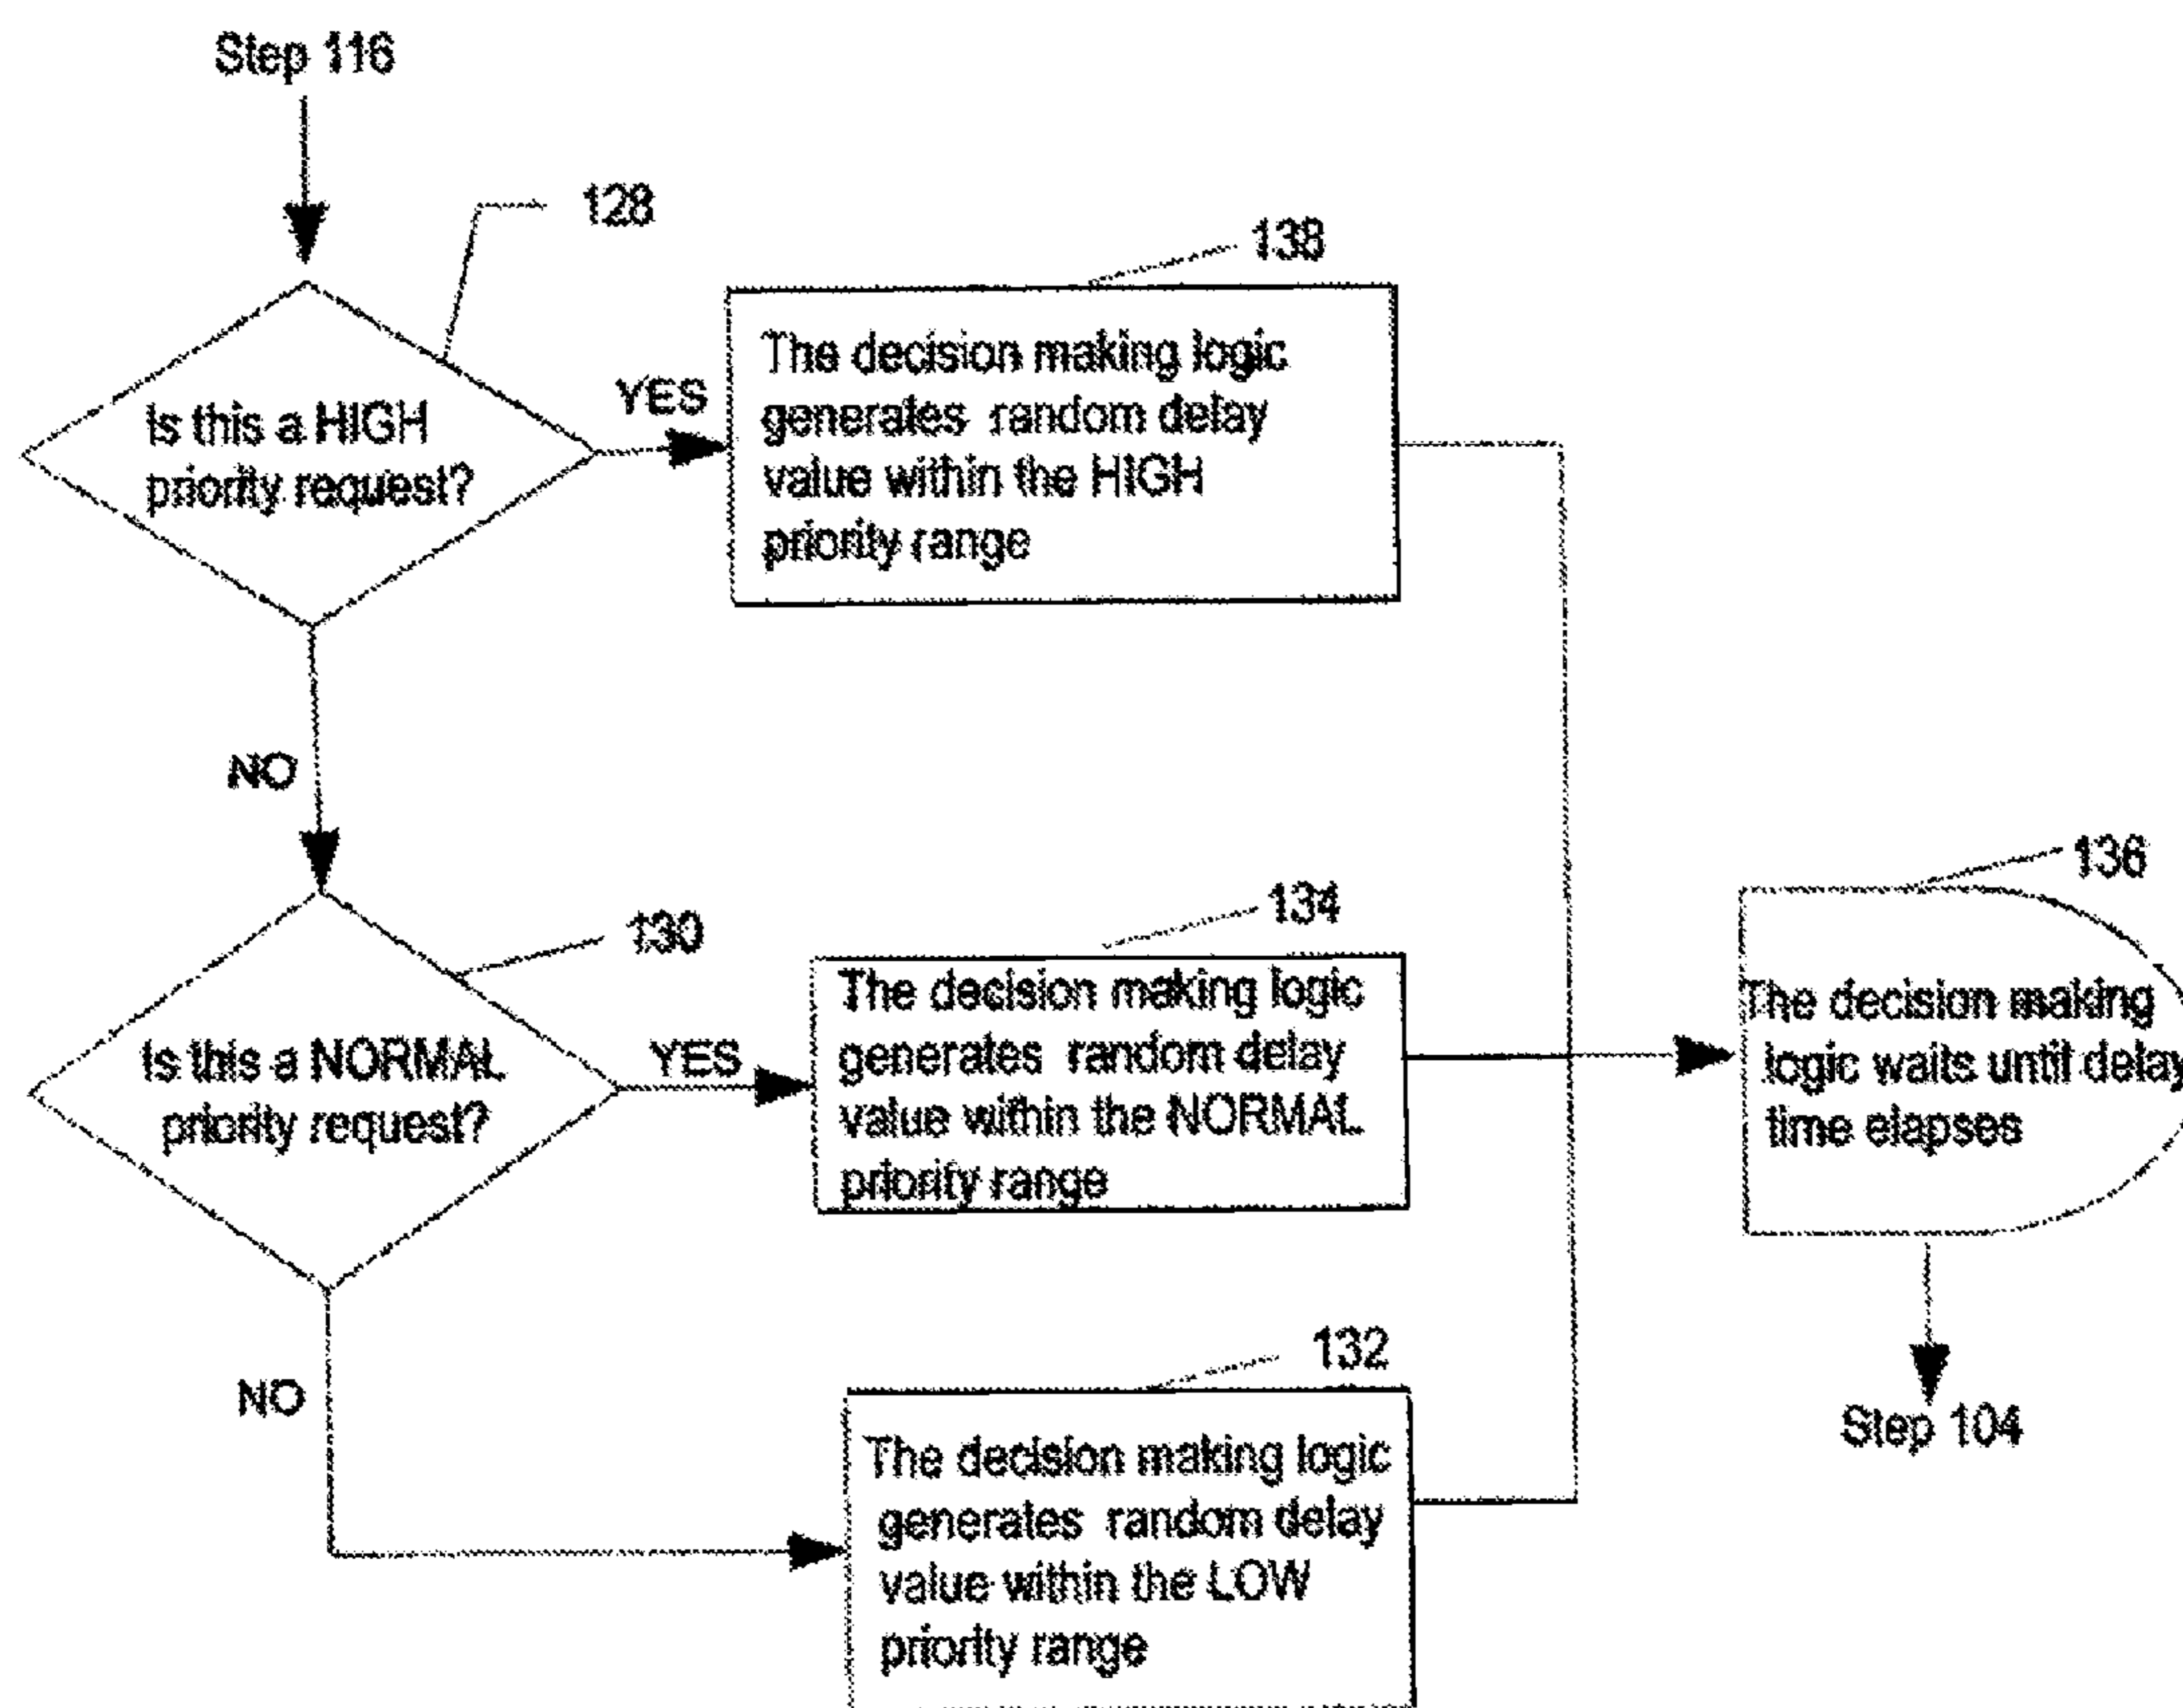 Step 116
128
138
Is this a HIGH
priority request?
YES
The decision making logic
generates random delay
value within the HIGH
priority range
NO
130
134
136
Is this a NORMAL
priority request?
YES
The decision making logic
generates random delay
value within the NORMAL
priority range
The decision making
logic waits until delay
time elapses
NO
132
The decision making logic
generates random delay
value within the LOW
priority range
Step 104